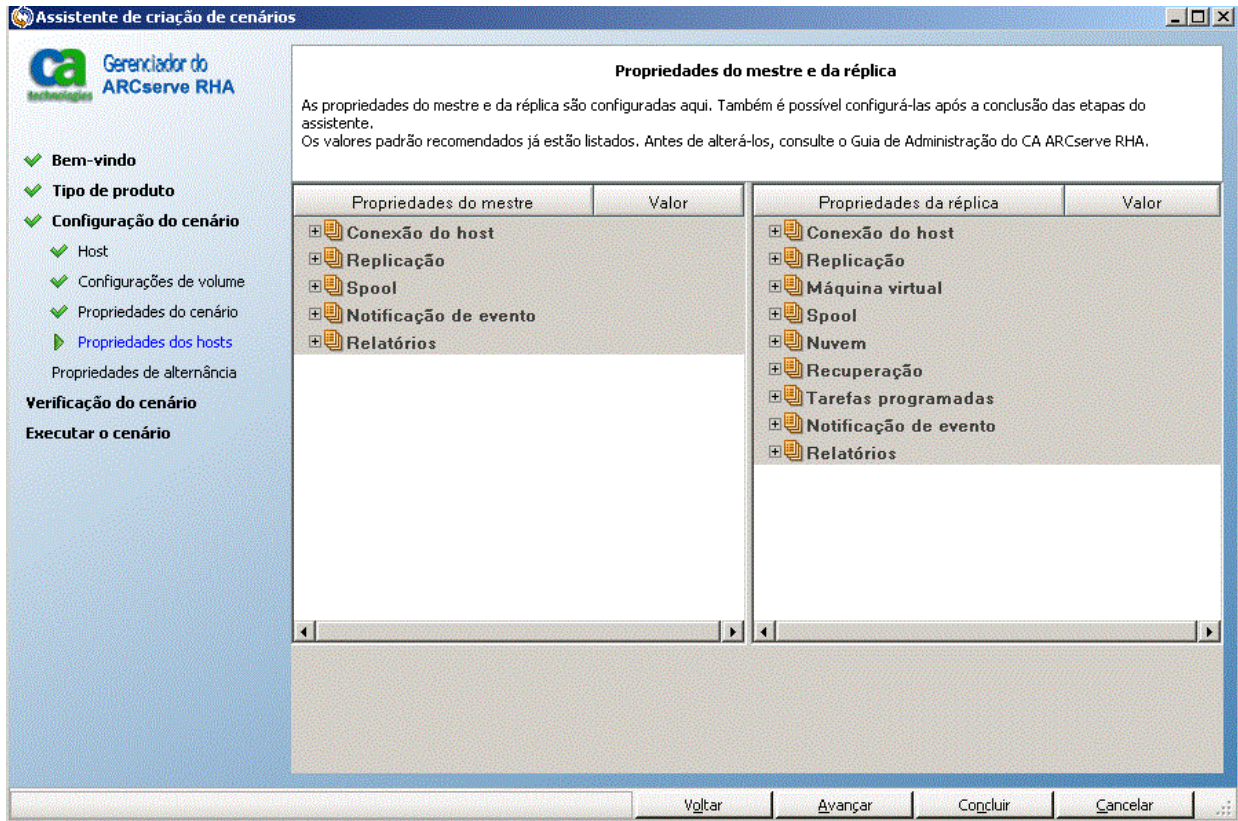 Assistente de criação de cenários
ca
technologies
Gerenciador do
ARCserve RHA
Bem-vindo
Tipo de produto
Configuração do cenário
Host
Configurações de volume
Propriedades do cenário
Propriedades dos hosts
Propriedades de alternância
Verificação do cenário
Executar o cenário
Propriedades do mestre e da réplica
As propriedades do mestre e da réplica são configuradas aqui. Também é possível configurá-las após a conclusão das etapas do
assistente.
Os valores padrão recomendados já estão listados. Antes de alterá-los, consulte o Guia de Administração do CA ARCserve RHA.
Propriedades do mestre Valor
Conexão do host
Replicação
Spool
Notificação de evento
Relatórios
Propriedades da réplica Valor
Conexão do host
Replicação
Máquina virtual
Spool
Nuvem
Recuperação
Tarefas programadas
Notificação de evento
Relatórios
Voltar Avançar Concluir Cancelar